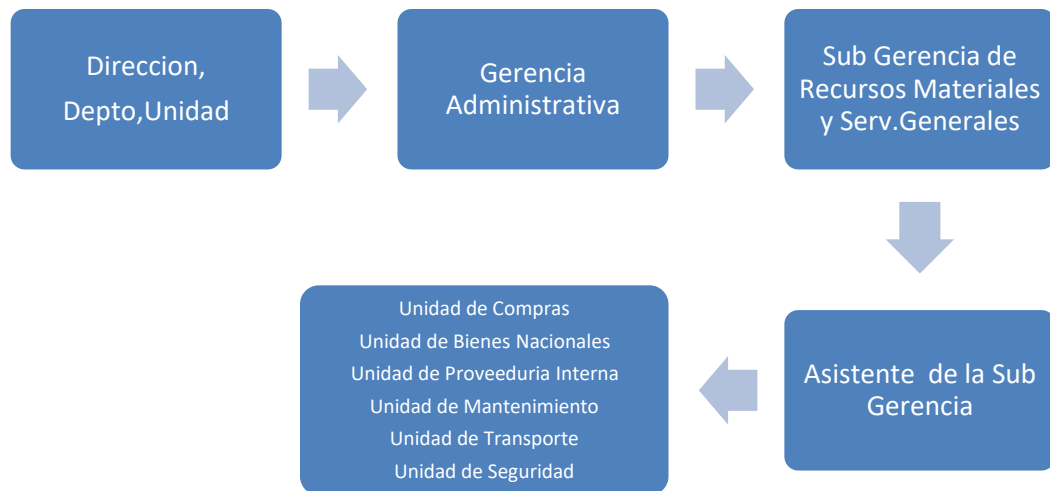 Direccion,
Depto,Unidad
Gerencia
Administrativa
Sub Gerencia de
Recursos Materiales
y Serv.Generales
Asistente de la Sub
Gerencia
Unidad de Compras
Unidad de Bienes Nacionales
Unidad de Proveeduria Interna
Unidad de Mantenimiento
Unidad de Transporte
Unidad de Seguridad